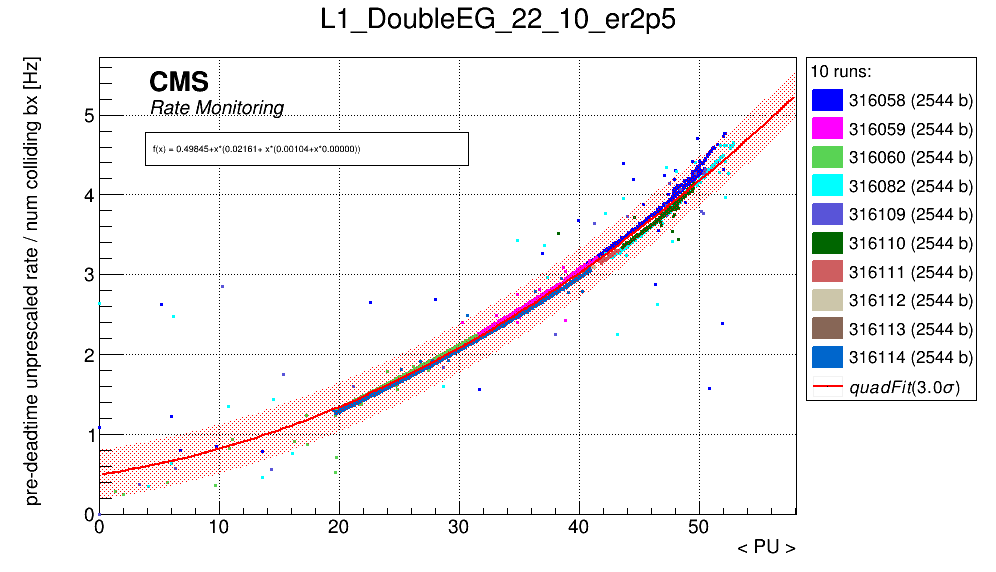 L1_DoubleEG_22_10_er2p5
pre-deadtime unprescaled rate / num colliding bx [Hz]
CMS
Rate Monitoring
f(x) = 0.49845+x*(0.02161+ x*(0.00104+x*0.00000))
5
4
3
2
1
0
0 10 20 30 40 50
< PU >
10 runs:
316058 (2544 b)
316059 (2544 b)
316060 (2544 b)
316082 (2544 b)
316109 (2544 b)
316110 (2544 b)
316111 (2544 b)
316112 (2544 b)
316113 (2544 b)
316114 (2544 b)
quadFit(3.0σ)